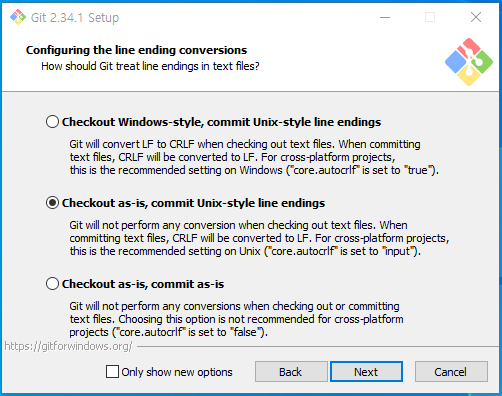 Git 2.34.1 Setup
Configuring the line ending conversions
How should Git treat line endings in text files?
Checkout Windows-style, commit Unix-style line endings
Git will convert LF to CRLF when checking out text files. When committing
text files, CRLF will be converted to LF. For cross-platform projects,
this is the recommended setting on Windows ("core.autocrlf" is set to "true").
Checkout as-is, commit Unix-style line endings
Git will not perform any conversion when checking out text files. When
committing text files, CRLF will be converted to LF. For cross-platform projects,
this is the recommended setting on Unix ("core.autocrlf" is set to "input").
Checkout as-is, commit as-is
Git will not perform any conversions when checking out or committing
text files. Choosing this option is not recommended for cross-platform
projects ("core.autocrlf" is set to "false").
https://gitforwindows.org/
Only show new options
Back
Next
Cancel